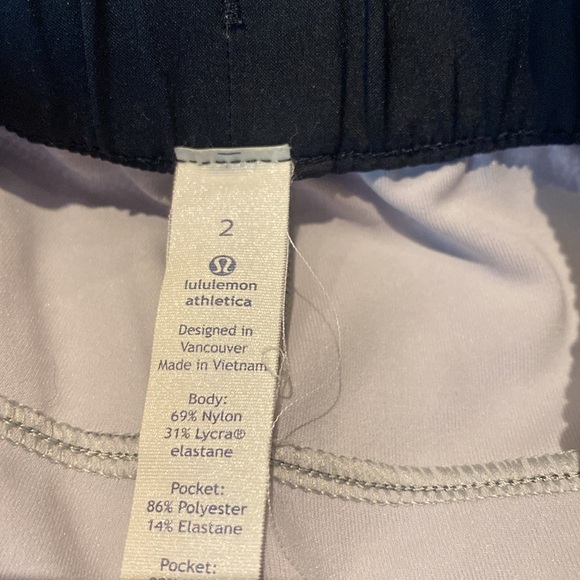 2
lululemon
athletica
Designed in
Vancouver
Made in Vietnam
Body:
69% Nylon
31% Lycra®
elastane
Pocket:
86% Polyester
14% Elastane
Pocket: